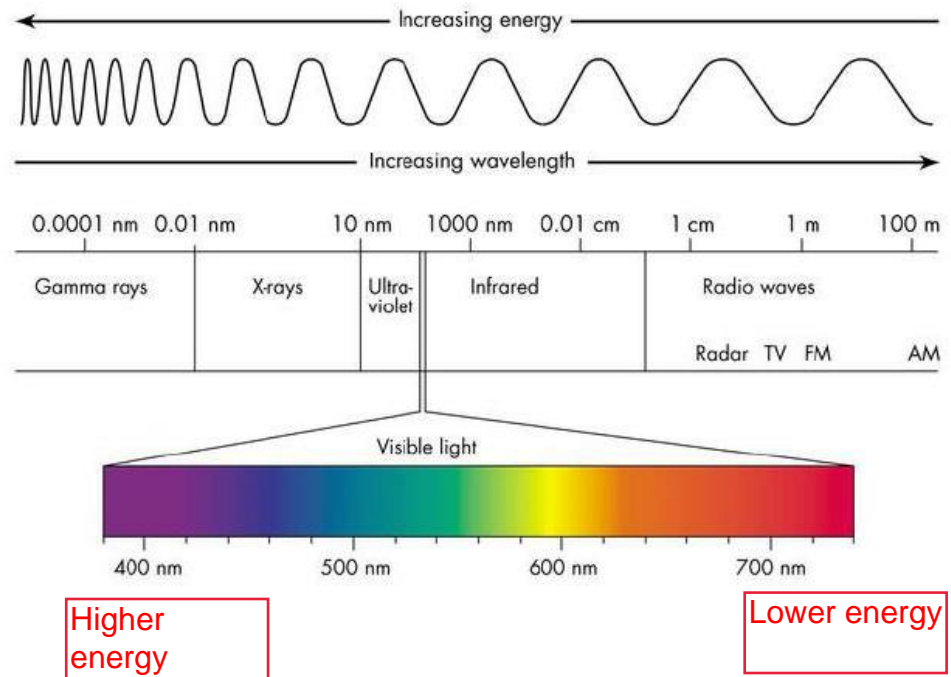 Increasing energy
Increasing wavelength
0.0001 nm 0.01 nm 10 nm 1000 nm 0.01 cm 1 cm 1 m 100 m
Gamma rays X-rays Ultra- Infrared Radio waves
violet
Radar TV FM AM
Visible light
400 nm 500 nm 600 nm 700 nm
Higher Lower energy
energy